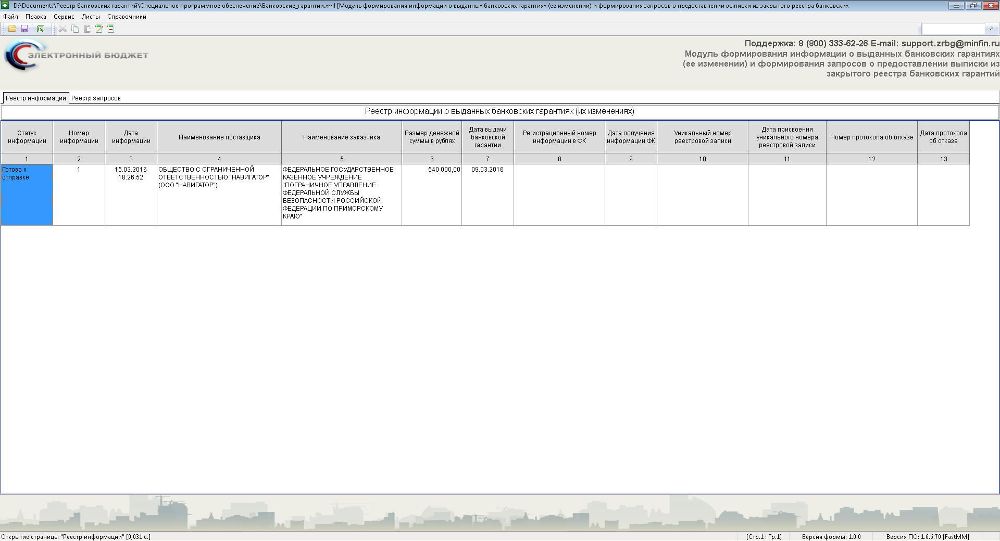 D:\Documents\Реестр банковских гарантий\Специальное программное обеспечение\Банковские_гарантии.xml [Модуль формирования информации о выданных банковских гарантиях (ее изменении) и формирования запросов о предоставлении выписки из закрытого реестра банковских
Файл Правка Сервис Листы Справочники
ЭЛЕКТРОННЫЙ БЮДЖЕТ
Поддержка: 8 (800) 333-62-26 E-mail: support.zrbg@minfin.ru
Модуль формирования информации о выданных банковских гарантиях
(ее изменении) и формирования запросов о предоставлении выписки из
закрытого реестра банковских гарантий
Реестр информации Реестр запросов
Реестр информации о выданных банковских гарантиях (их изменениях)
Статус
информации
Номер
информации
Дата
информации
Наименование поставщика
Наименование заказчика
Размер денежной
суммы в рублях
Дата выдачи
банковской
гарантии
Регистрационный номер
информации в ФК
Дата получения
информации ФК
Уникальный номер
реестровой записи
Дата присвоения
уникального номера
реестровой записи
Номер протокола об отказе
Дата протокола
об отказе
1 2 3 4 5 6 7 8 9 10 11 12 13
Готово к
отправке
1
15.03.2016
18:26:52
ОБЩЕСТВО С ОГРАНИЧЕННОЙ
ОТВЕТСТВЕННОСТЬЮ "НАВИГАТОР"
(ООО "НАВИГАТОР")
ФЕДЕРАЛЬНОЕ ГОСУДАРСТВЕННОЕ
КАЗЕННОЕ УЧРЕЖДЕНИЕ
"ПОГРАНИЧНОЕ УПРАВЛЕНИЕ
ФЕДЕРАЛЬНОЙ СЛУЖБЫ
БЕЗОПАСНОСТИ РОССИЙСКОЙ
ФЕДЕРАЦИИ ПО ПРИМОРСКОМУ
КРАЮ"
540 000,00
09.03.2016
Открытие страницы "Реестр информации" [0,031 с.]
[Стр.1 : Гр.1]
Версия формы: 1.0.0
Версия ПО: 1.6.6.70 [FastMM]